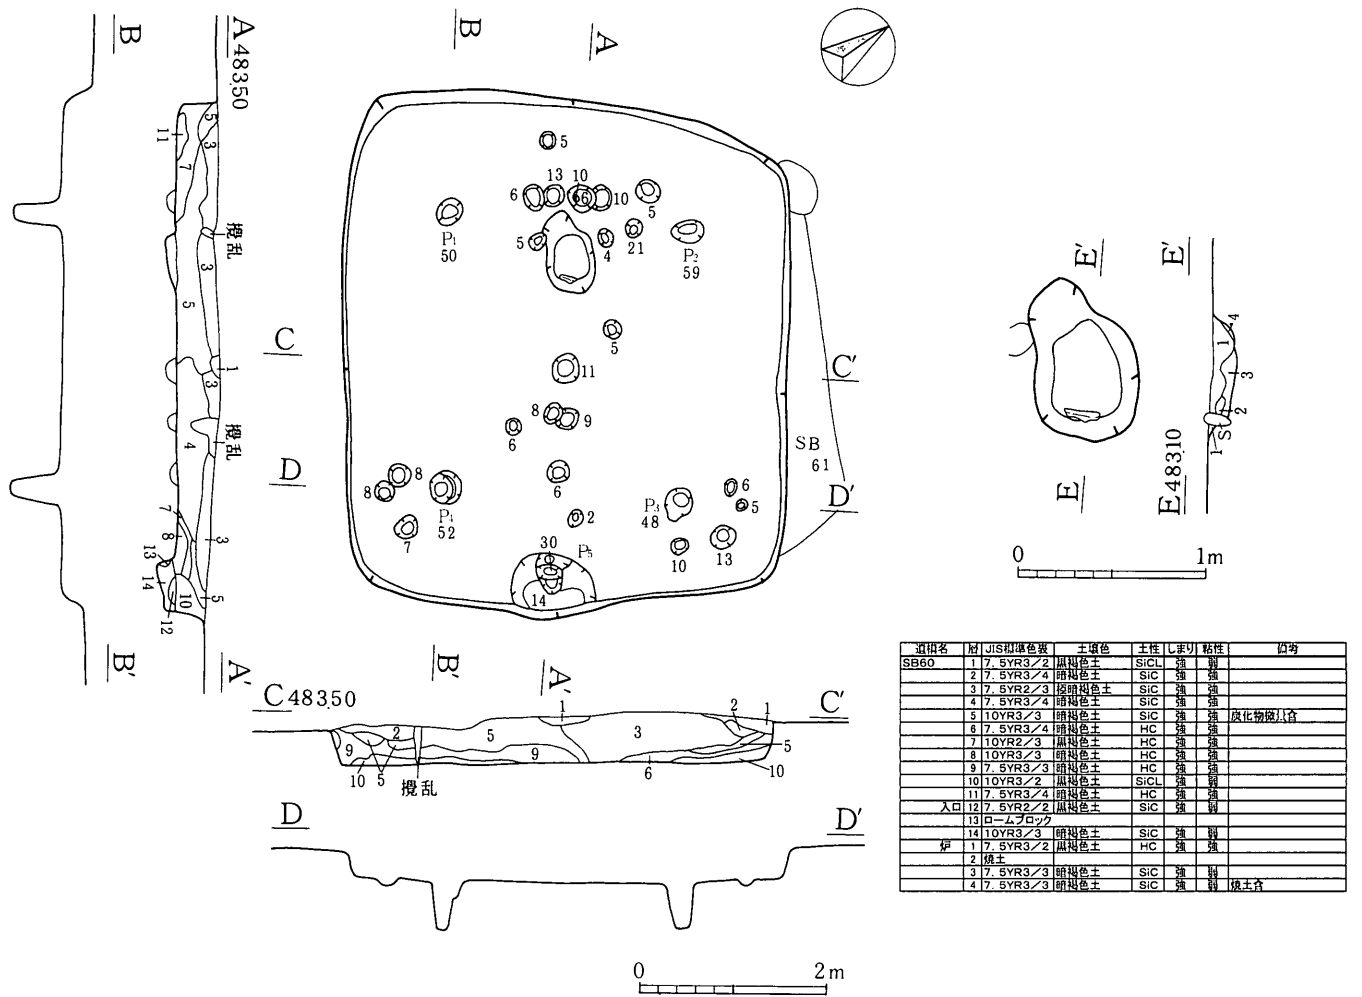 B
A 483.50
B
A
5
3
11
7
攪乱
3
5
1
3
攪乱
4
7
8
3
13
14
10
5
12
B'
A'
5
6
13
10
66
10
5
P1
50
5
4
21
P2
59
C
C'
5
11
8
9
6
SB
61
D
D'
8
8
P4
52
7
6
2
P3
48
6
5
10
13
30
P5
14
B'
A'
E'
E'
4
1
3
2
S
1
E
E 483.10
0 1m
C 483.50
C'
1
2
1
9
2
5
3
5
10
5
9
6
10
攪乱
D
D'
0 2m
遺構名 層 JIS標準色票 土壌色 土性 しまり 粘性 備考
SB60 1 7.5YR3/2 黒褐色土 SiCL 強 弱
2 7.5YR3/4 暗褐色土 SiC 強 強
3 7.5YR2/3 極暗褐色土 SiC 強 強
4 7.5YR3/4 暗褐色土 SiC 強 強
5 10YR3/3 暗褐色土 SiC 強 強 炭化物微量含
6 7.5YR3/4 暗褐色土 HC 強 強
7 10YR2/3 黒褐色土 HC 強 強
8 10YR3/3 暗褐色土 HC 強 強
9 7.5YR3/3 暗褐色土 HC 強 強
10 10YR3/2 黒褐色土 SiCL 強 弱
11 7.5YR3/4 暗褐色土 HC 強 強
入口 12 7.5YR2/2 黒褐色土 SiC 強 弱
13 ロームブロック
14 10YR3/3 暗褐色土 SiC 強 弱
炉 1 7.5YR3/2 黒褐色土 HC 強 強
2 焼土
3 7.5YR3/3 暗褐色土 SiC 強 弱
4 7.5YR3/3 暗褐色土 SiC 強 弱 焼土含